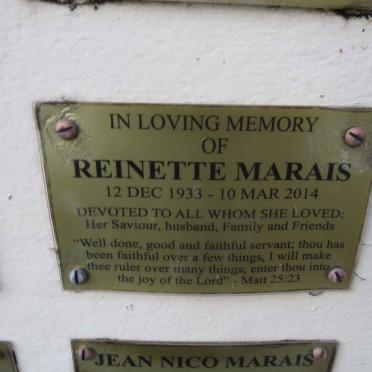 IN LOVING MEMORY
OF
REINETTE MARAIS
12 DEC 1933 - 10 MAR 2014
DEVOTED TO ALL WHOM SHE LOVED:
Her Saviour, husband, Family and Friends
"Well done, good and faithful servant; thou has
been faithful over a few things, I will make
thee ruler over many things; enter thou into
the joy of the Lord" - Matt 25:23
JEAN NICO MARAIS